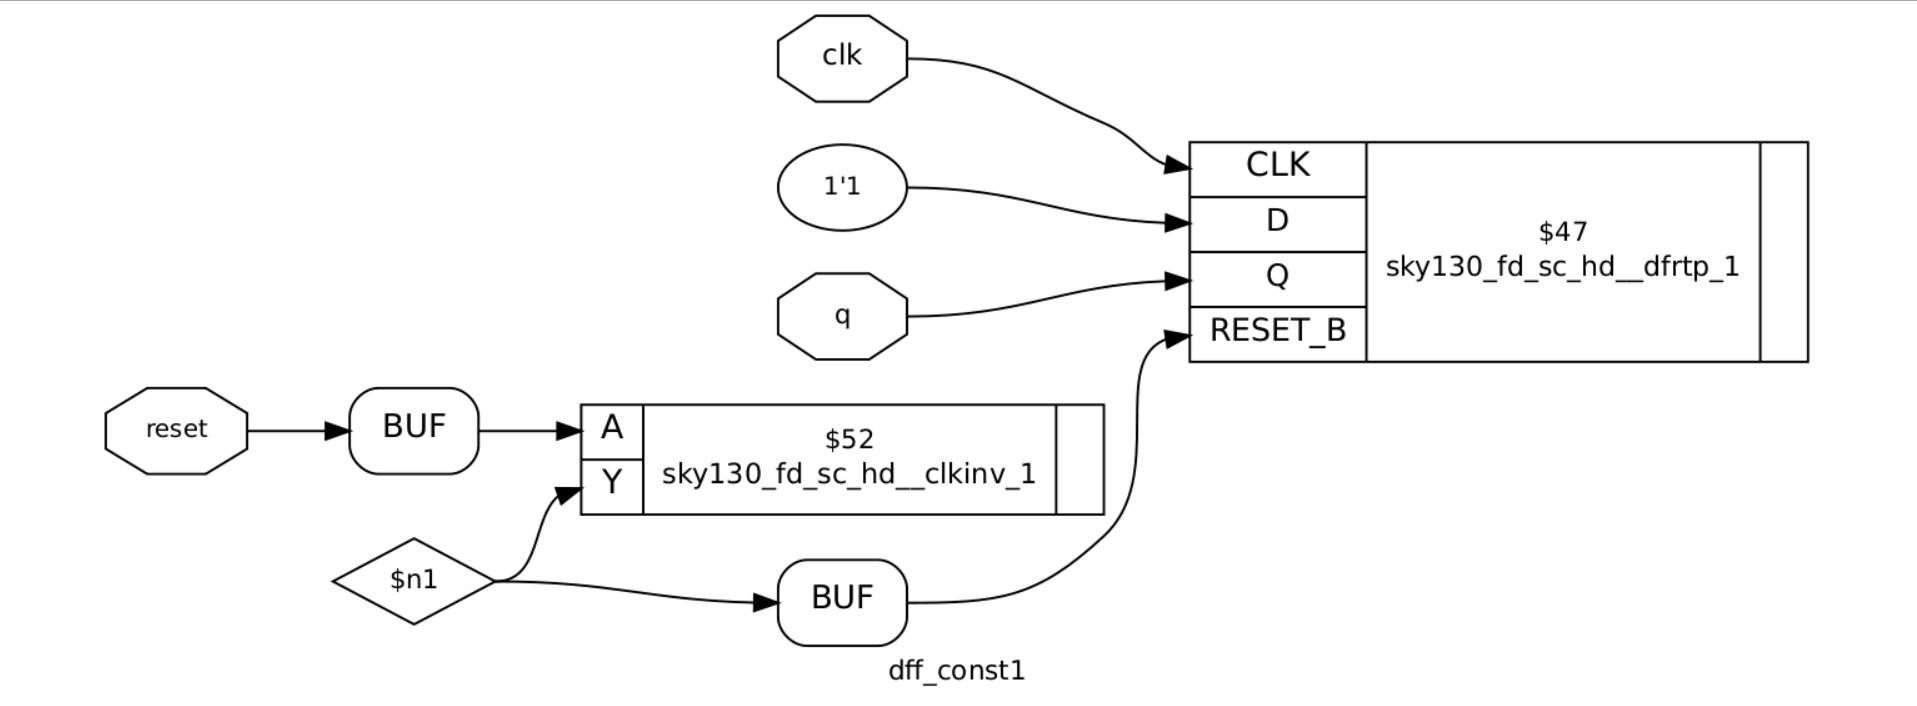 clk
1'1
q
reset
BUF
$n1
A
Y
$52
sky130_fd_sc_hd__clkinv_1
BUF
CLK
D
Q
RESET_B
$47
sky130_fd_sc_hd__dfrtp_1
dff_const1